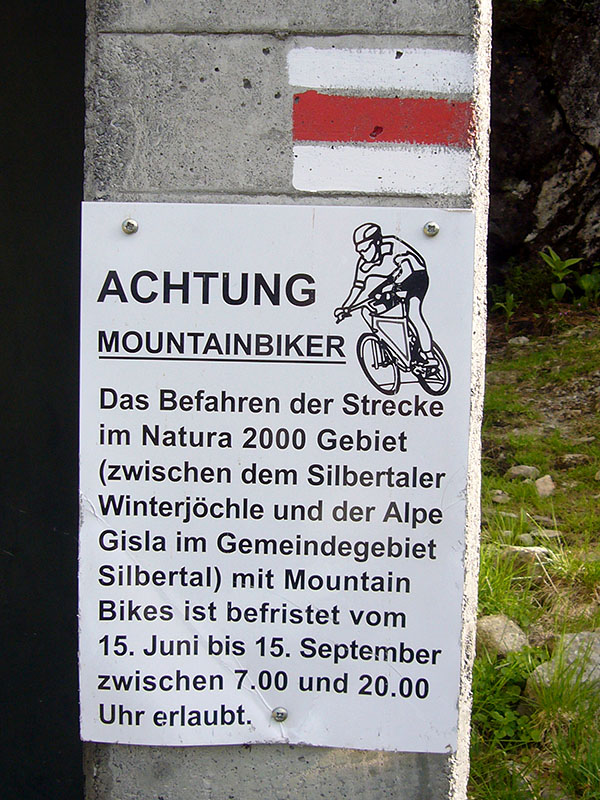 ACHTUNG
MOUNTAINBIKER
Das Befahren der Strecke
im Natura 2000 Gebiet
(zwischen dem Silbertaler
Winterjöchle und der Alpe
Gisla im Gemeindegebiet
Silbertal) mit Mountain
Bikes ist befristet vom
15. Juni bis 15. September
zwischen 7.00 und 20.00
Uhr erlaubt.